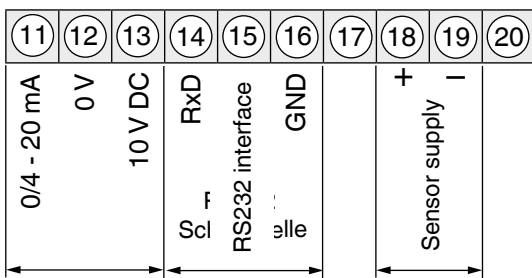 11 12 13 14 15 16 17 18 19 20
0/4 - 20 mA
0 V
10 V DC
RxD
RS232 interface
GND
+
−
Sensor supply